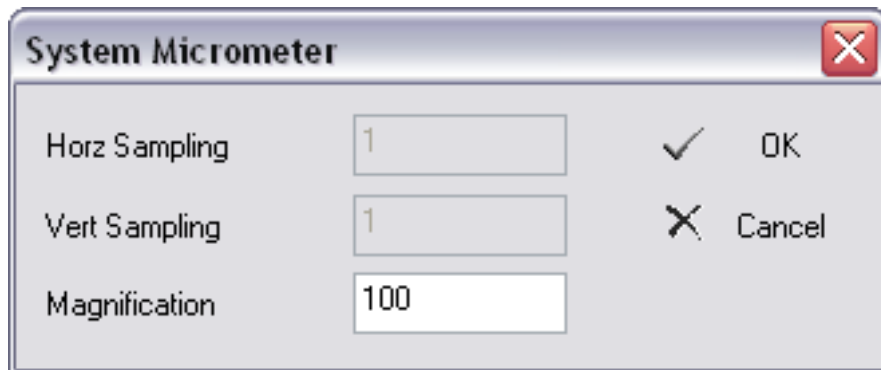 System Micrometer
Horz Sampling 1 OK
Vert Sampling 1 Cancel
Magnification 100